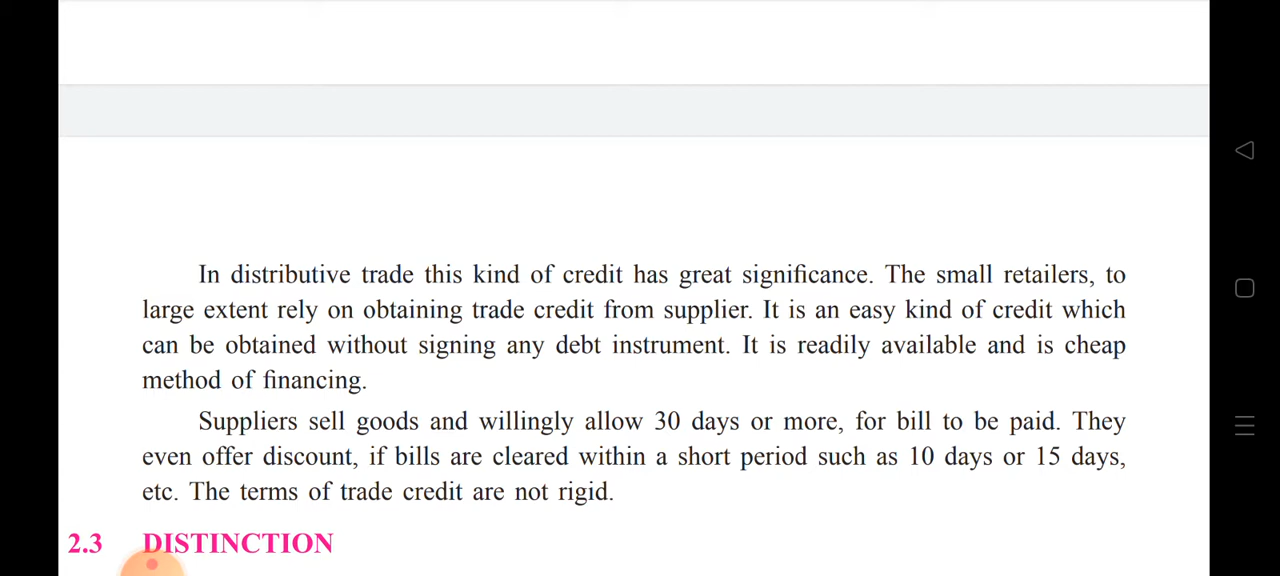 In distributive trade this kind of credit has great significance. The small retailers, to
large extent rely on obtaining trade credit from supplier. It is an easy kind of credit which
can be obtained without signing any debt instrument. It is readily available and is cheap
method of financing.
Suppliers sell goods and willingly allow 30 days or more, for bill to be paid. They
even offer discount, if bills are cleared within a short period such as 10 days or 15 days,
etc. The terms of trade credit are not rigid.
2.3 DISTINCTION